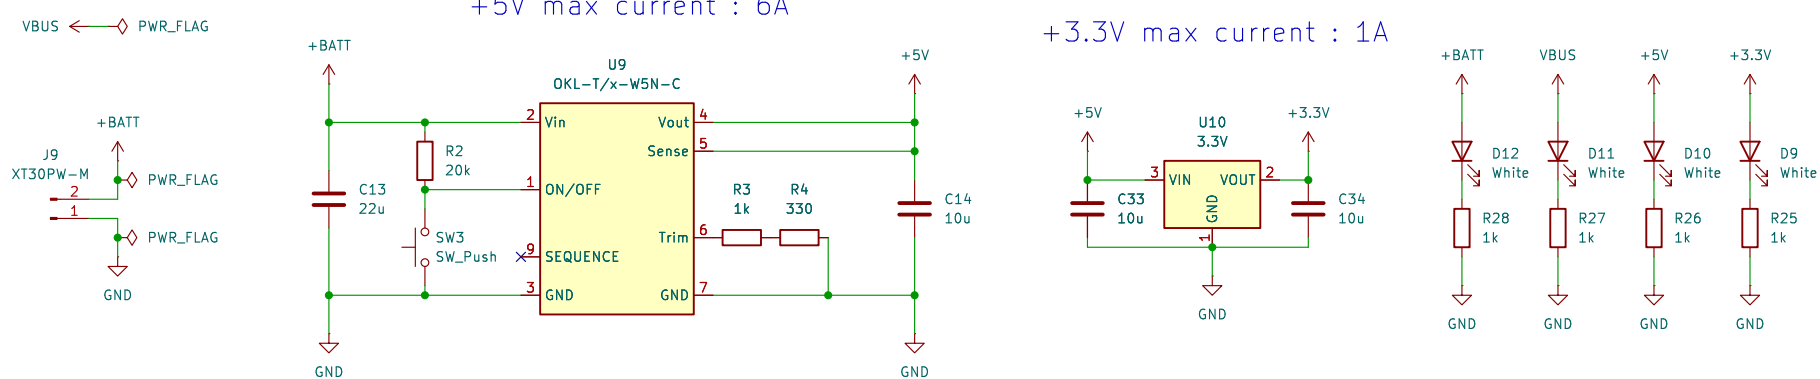 +5V max current : 6A
+3.3V max current : 1A
VBUS
PWR_FLAG
+BATT
J9
XT30PW-M
2
1
PWR_FLAG
PWR_FLAG
GND
+BATT
C13
22u
GND
R2
20k
SW3
SW_Push
U9
OKL-T/x-W5N-C
2
Vin
1
ON/OFF
9
SEQUENCE
3
GND
Vout
4
Sense
5
Trim
6
GND
7
R3
1k
R4
330
+5V
C14
10u
GND
+5V
C33
10u
U10
3.3V
3
VIN
VOUT
2
GND
1
GND
+3.3V
C34
10u
+BATT
D12
White
R28
1k
GND
VBUS
D11
White
R27
1k
GND
+5V
D10
White
R26
1k
GND
+3.3V
D9
White
R25
1k
GND